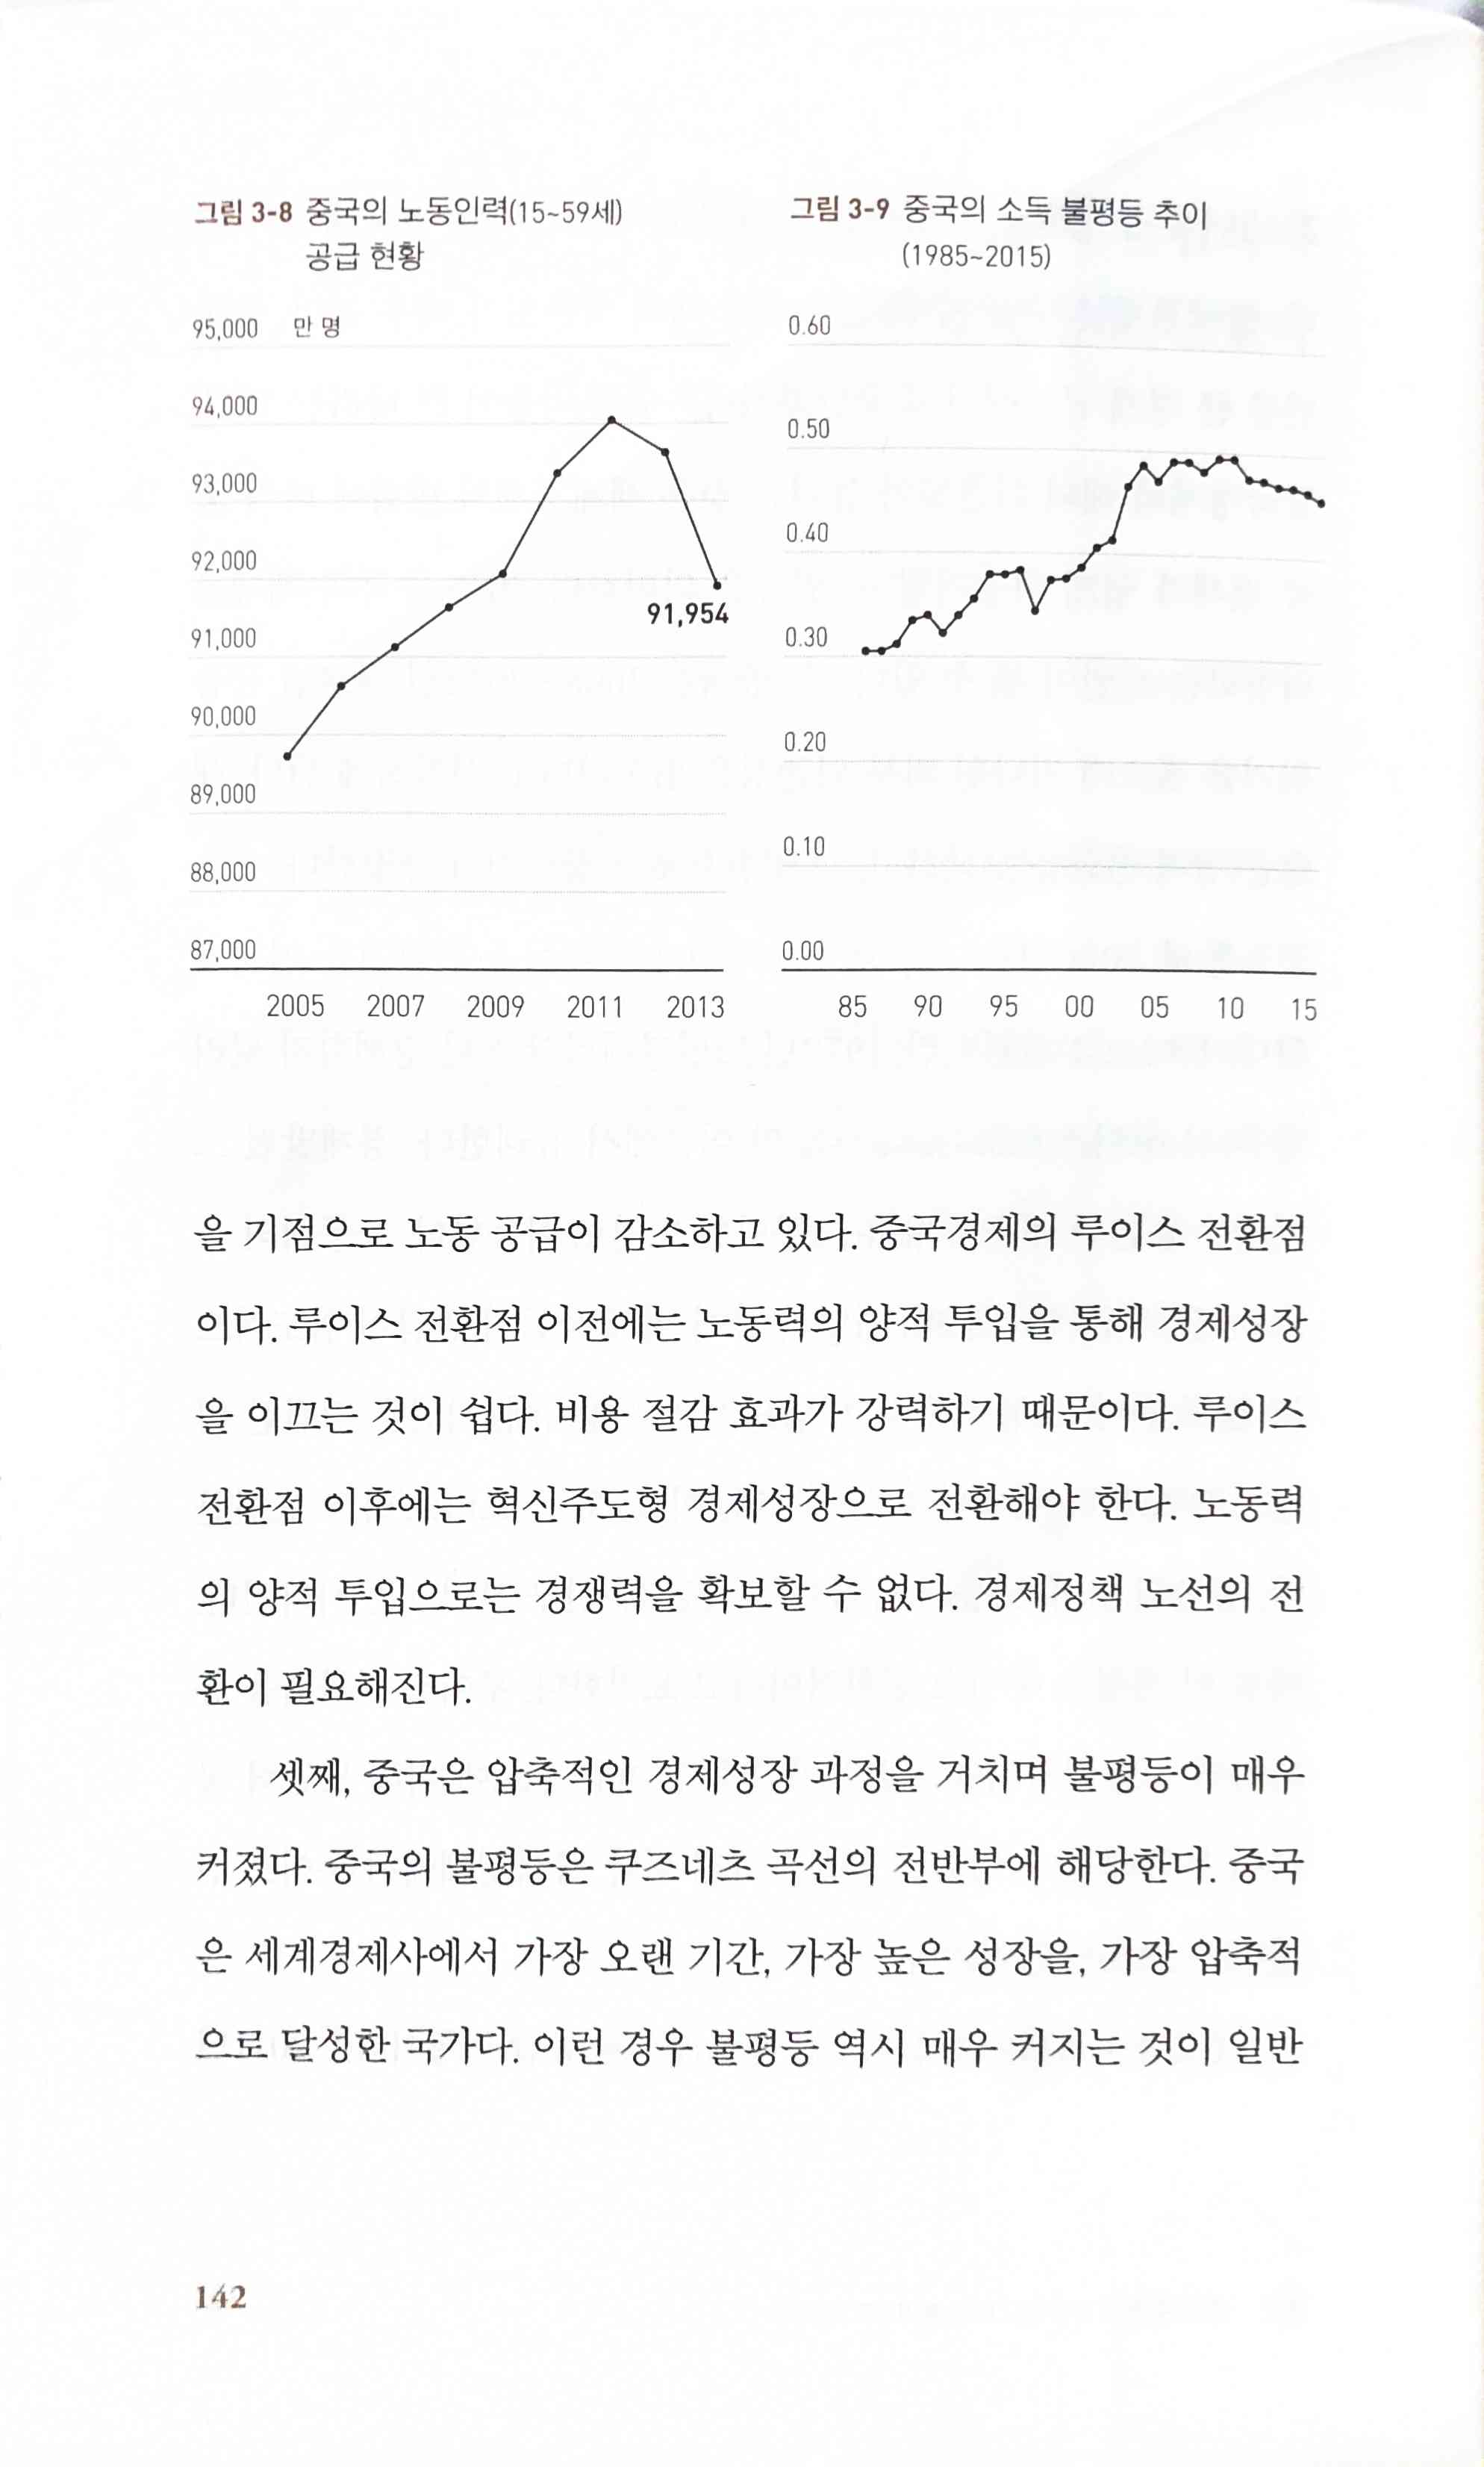 그림 3-8 중국의 노동인력(15~59세)
공급 현황
95,000 만 명
94,000
93,000
92,000
91,000
90,000
89,000
88,000
87,000
91,954
2005 2007 2009 2011 2013
그림 3-9 중국의 소득 불평등 추이
(1985~2015)
0.60
0.50
0.40
0.30
0.20
0.10
0.00
85 90 95 00 05 10 15
을 기점으로 노동 공급이 감소하고 있다. 중국경제의 루이스 전환점
이다. 루이스 전환점 이전에는 노동력의 양적 투입을 통해 경제성장
을 이끄는 것이 쉽다. 비용 절감 효과가 강력하기 때문이다. 루이스
전환점 이후에는 혁신주도형 경제성장으로 전환해야 한다. 노동력
의 양적 투입으로는 경쟁력을 확보할 수 없다. 경제정책 노선의 전
환이 필요해진다.
셋째, 중국은 압축적인 경제성장 과정을 거치며 불평등이 매우
커졌다. 중국의 불평등은 쿠즈네츠 곡선의 전반부에 해당한다. 중국
은 세계경제사에서 가장 오랜 기간, 가장 높은 성장을, 가장 압축적
으로 달성한 국가다. 이런 경우 불평등 역시 매우 커지는 것이 일반
142